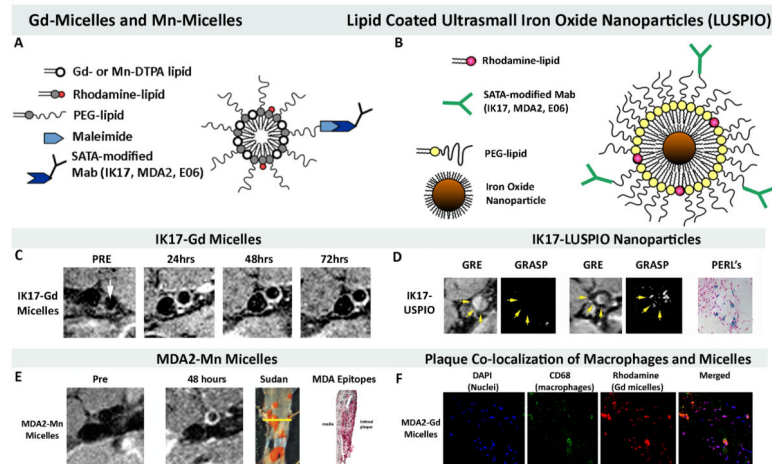 Gd-Micelles and Mn-Micelles
Lipid Coated Ultrasmall Iron Oxide Nanoparticles (LUSPIO)
A
Gd- or Mn-DTPA lipid
Rhodamine-lipid
PEG-lipid
Maleimide
SATA-modified
Mab (IK17, MDA2, E06)
B
Rhodamine-lipid
SATA-modified Mab
(IK17, MDA2, E06)
PEG-lipid
Iron Oxide
Nanoparticle
IK17-Gd Micelles
IK17-LUSPIO Nanoparticles
C
PRE
24hrs
48hrs
72hrs
IK17-Gd
Micelles
D
GRE
GRASP
GRE
GRASP
PERL's
IK17-
USPIO
MDA2-Mn Micelles
Plaque Co-localization of Macrophages and Micelles
E
Pre
48 hours
Sudan
MDA Epitopes
MDA2-Mn
Micelles
media
Intimal
plaque
F
DAPI
(Nuclei)
CD68
(macrophages)
Rhodamine
(Gd micelles)
Merged
MDA2-Gd
Micelles